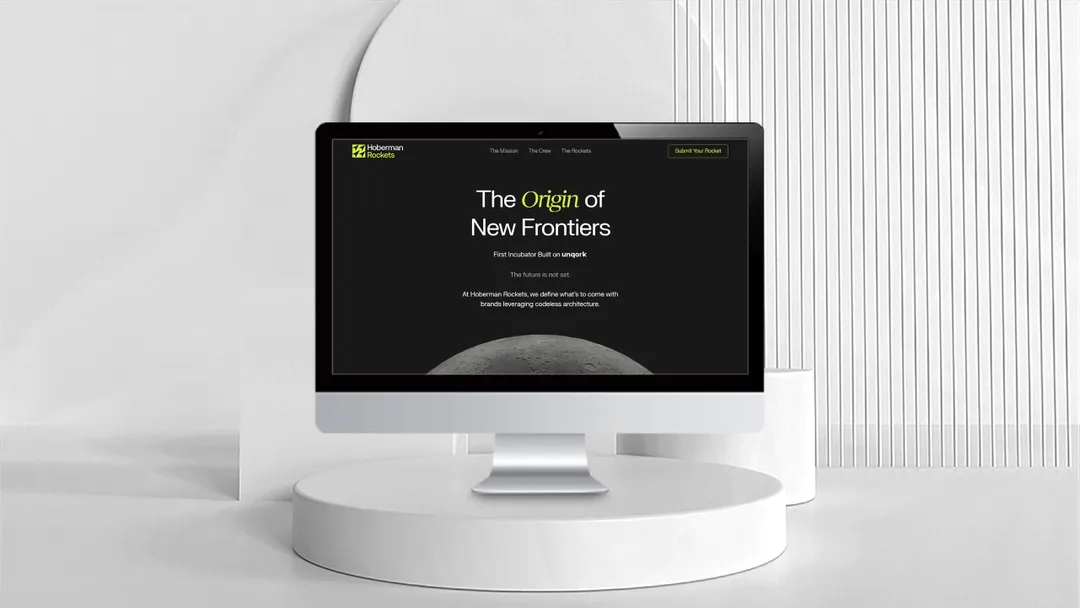 Hoberman
Rockets
The Mission
The Crew
The Rockets
Submit Your Rocket
The Origin of
New Frontiers
First Incubator Built on unqork
The future is not set.
At Hoberman Rockets, we define what's to come with
brands leveraging codeless architecture.